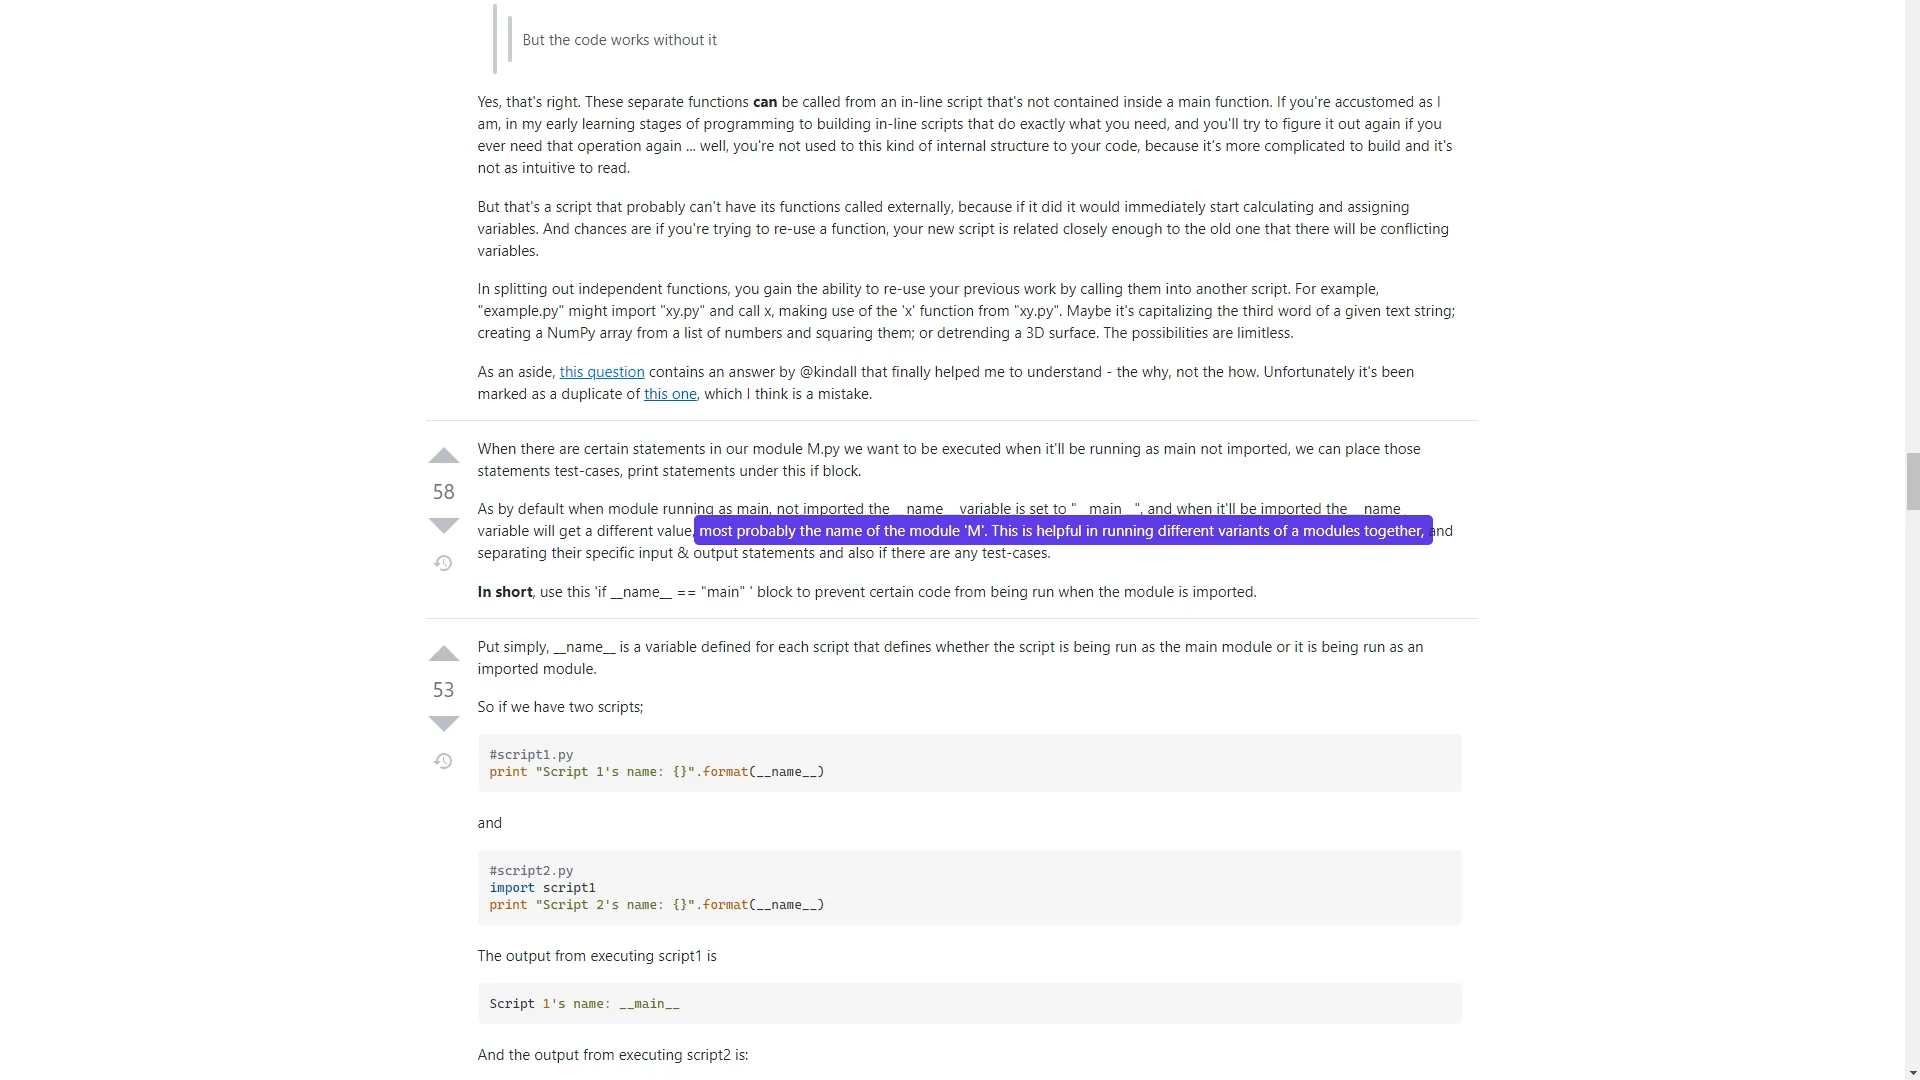 But the code works without it
Yes, that's right. These separate functions can be called from an in-line script that's not contained inside a main function. If you're accustomed as I
am, in my early learning stages of programming to building in-line scripts that do exactly what you need, and you'll try to figure it out again if you
ever need that operation again ... well, you're not used to this kind of internal structure to your code, because it's more complicated to build and it's
not as intuitive to read.
But that's a script that probably can't have its functions called externally, because if it did it would immediately start calculating and assigning
variables. And chances are if you're trying to re-use a function, your new script is related closely enough to the old one that there will be conflicting
variables.
In splitting out independent functions, you gain the ability to re-use your previous work by calling them into another script. For example,
"example.py" might import "xy.py" and call x, making use of the 'x' function from "xy.py". Maybe it's capitalizing the third word of a given text string;
creating a NumPy array from a list of numbers and squaring them; or detrending a 3D surface. The possibilities are limitless.
As an aside, this question contains an answer by @kindall that finally helped me to understand - the why, not the how. Unfortunately it's been
marked as a duplicate of this one, which I think is a mistake.
When there are certain statements in our module M.py we want to be executed when it'll be running as main not imported, we can place those
statements test-cases, print statements under this if block.
58
As by default when module running as main, not imported the __name__ variable is set to "__main__", and when it'll be imported the __name__
variable will get a different value, most probably the name of the module 'M'. This is helpful in running different variants of a modules together, and
separating their specific input & output statements and also if there are any test-cases.
In short, use this 'if __name__ == "main" ' block to prevent certain code from being run when the module is imported.
Put simply, __name__ is a variable defined for each script that defines whether the script is being run as the main module or it is being run as an
imported module.
53
So if we have two scripts;
#script1.py
print "Script 1's name: {}".format(__name__)
and
#script2.py
import script1
print "Script 2's name: {}".format(__name__)
The output from executing script1 is
Script 1's name: __main__
And the output from executing script2 is: